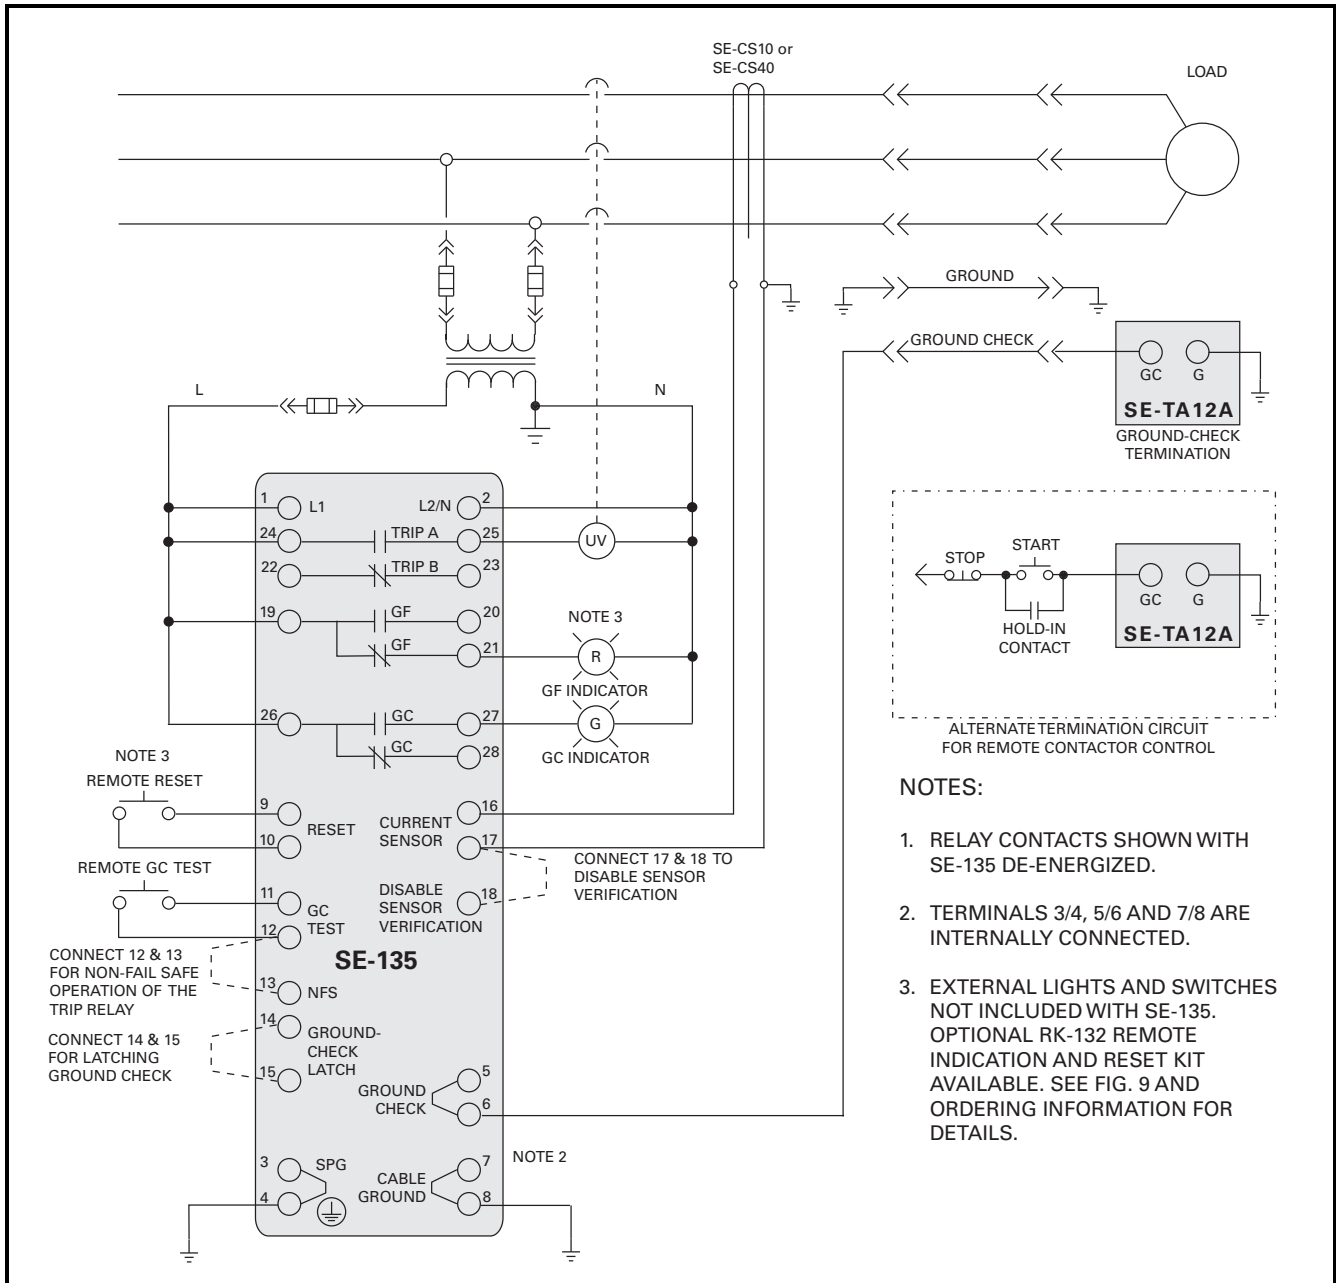 SE-CS10 or
SE-CS40
LOAD
GROUND
GROUND CHECK
GC
G
SE-TA12A
GROUND-CHECK
TERMINATION
L
N
1
L1
L2/N
2
24
TRIP A
25
UV
22
TRIP B
23
19
GF
20
GF
21
NOTE 3
R
GF INDICATOR
26
GC
27
G
GC
28
GC INDICATOR
STOP
START
HOLD-IN
CONTACT
GC
G
SE-TA12A
ALTERNATE TERMINATION CIRCUIT
FOR REMOTE CONTACTOR CONTROL
NOTE 3
REMOTE RESET
9
10
RESET
CURRENT
SENSOR
16
17
REMOTE GC TEST
11
12
GC
TEST
DISABLE
SENSOR
VERIFICATION
18
CONNECT 17 & 18 TO
DISABLE SENSOR
VERIFICATION
SE-135
CONNECT 12 & 13
FOR NON-FAIL SAFE
OPERATION OF THE
TRIP RELAY
13
NFS
CONNECT 14 & 15
FOR LATCHING
GROUND CHECK
14
15
GROUND-
CHECK
LATCH
GROUND
CHECK
5
6
3
4
SPG
CABLE
GROUND
7
8
NOTE 2
NOTES:
1. RELAY CONTACTS SHOWN WITH
SE-135 DE-ENERGIZED.
2. TERMINALS 3/4, 5/6 AND 7/8 ARE
INTERNALLY CONNECTED.
3. EXTERNAL LIGHTS AND SWITCHES
NOT INCLUDED WITH SE-135.
OPTIONAL RK-132 REMOTE
INDICATION AND RESET KIT
AVAILABLE. SEE FIG. 9 AND
ORDERING INFORMATION FOR
DETAILS.